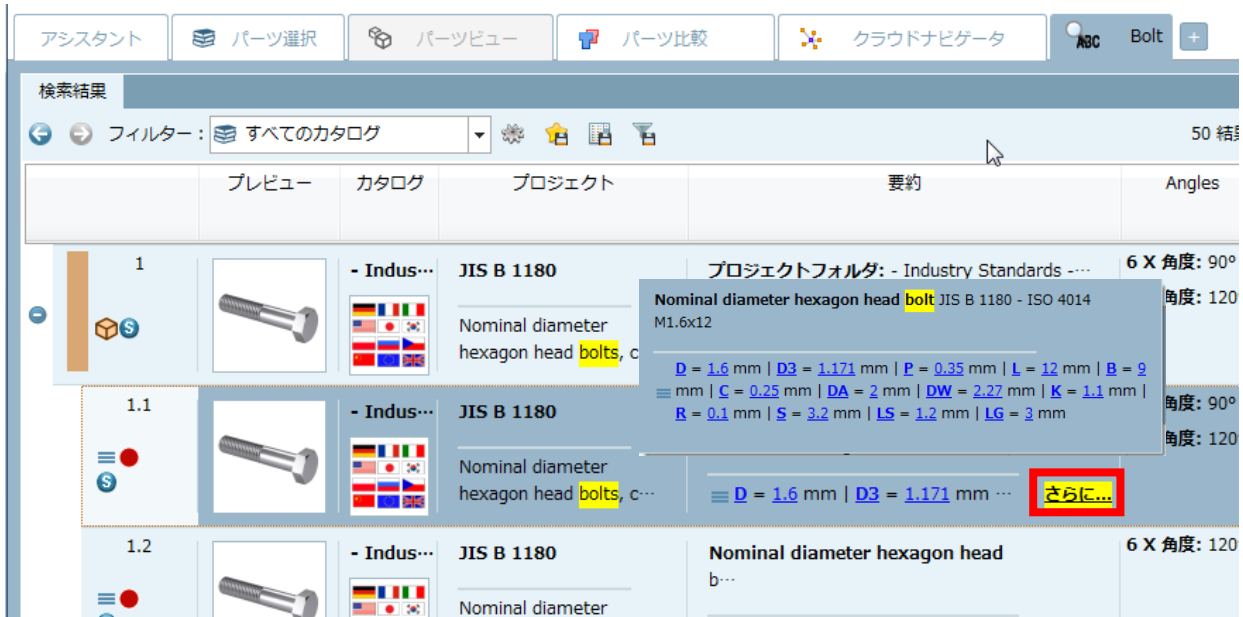 アシスタント パーツ選択 パーツビュー パーツ比較 クラウドナビゲータ ABC Bolt +
検索結果
フィルター : すべてのカタログ 50 結
プレビュー カタログ プロジェクト 要約 Angles
1 - Indus… JIS B 1180 プロジェクトフォルダ: - Industry Standards -… 6 X 角度: 90°
Nominal diameter
hexagon head bolts, c
角度: 120
S
Nominal diameter hexagon head bolt JIS B 1180 - ISO 4014
M1.6x12
D = 1.6 mm | D3 = 1.171 mm | P = 0.35 mm | L = 12 mm | B = 9
mm | C = 0.25 mm | DA = 2 mm | DW = 2.27 mm | K = 1.1 mm |
R = 0.1 mm | S = 3.2 mm | LS = 1.2 mm | LG = 3 mm
1.1 - Indus… JIS B 1180 角度: 90°
角度: 120
S
Nominal diameter
hexagon head bolts, c… D = 1.6 mm | D3 = 1.171 mm … さらに...
1.2 - Indus… JIS B 1180 Nominal diameter hexagon head 6 X 角度: 120
b…
Nominal diameter